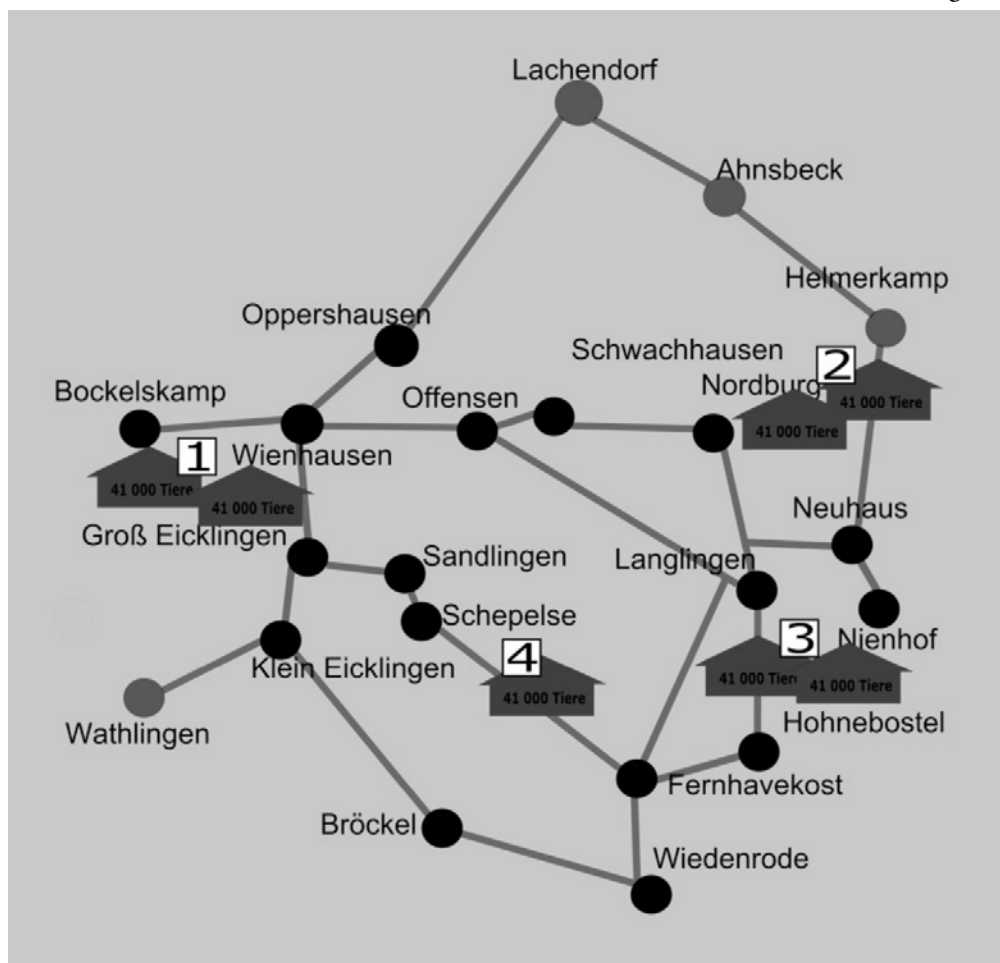 Lachendorf
Ahnsbeck
Helmerkamp
Oppershausen
Schwachhausen
2
Nordburg
41 000 Tiere
41 000 Tiere
Bockelskamp
Offensen
1
Wienhausen
41 000 Tiere
41 000 Tiere
Neuhaus
Groß Eicklingen
Sandlingen
Langlingen
Schepelse
3
Nienhof
4
Klein Eicklingen
41 000 Tiere
41 000 Tiere
41 000 Tiere
Hohnebostel
Wathlingen
Fernhavekost
Bröckel
Wiedenrode